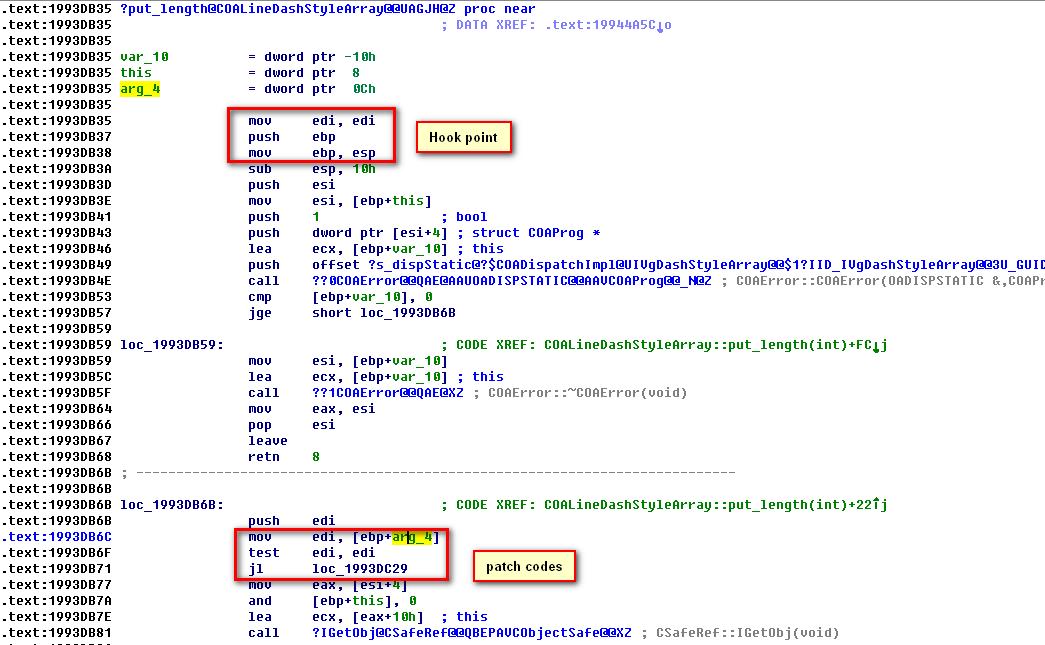 .text:1993DB35 ?put_length@COALineDashStyleArray@@UAGJH@Z proc near
.text:1993DB35 ; DATA XREF: .text:19944A5C↓o
.text:1993DB35
.text:1993DB35 var_10 = dword ptr -10h
.text:1993DB35 this = dword ptr 8
.text:1993DB35 arg_4 = dword ptr 0Ch
.text:1993DB35
.text:1993DB35 mov edi, edi
.text:1993DB37 push ebp Hook point
.text:1993DB38 mov ebp, esp
.text:1993DB3A sub esp, 10h
.text:1993DB3D push esi
.text:1993DB3E mov esi, [ebp+this]
.text:1993DB41 push 1 ; bool
.text:1993DB43 push dword ptr [esi+4] ; struct COAProg *
.text:1993DB46 lea ecx, [ebp+var_10] ; this
.text:1993DB49 push offset ?s_dispStatic@?$COADispatchImpl@UIVgDashStyleArray@@$1?IID_IVgDashStyleArray@@3U_GUID
.text:1993DB4E call ??0COAError@@QAE@AAUOADISPSTATIC@@AAVCOAProg@@_N@Z ; COAError::COAError(OADISPSTATIC &,COAPr
.text:1993DB53 cmp [ebp+var_10], 0
.text:1993DB57 jge short loc_1993DB6B
.text:1993DB59
.text:1993DB59 loc_1993DB59: ; CODE XREF: COALineDashStyleArray::put_length(int)+FC↓j
.text:1993DB59 mov esi, [ebp+var_10]
.text:1993DB5C lea ecx, [ebp+var_10] ; this
.text:1993DB5F call ??1COAError@@QAE@XZ ; COAError::~COAError(void)
.text:1993DB64 mov eax, esi
.text:1993DB66 pop esi
.text:1993DB67 leave
.text:1993DB68 retn 8
.text:1993DB6B ; ---------------------------------------------------------------------------
.text:1993DB6B
.text:1993DB6B loc_1993DB6B: ; CODE XREF: COALineDashStyleArray::put_length(int)+22↑j
.text:1993DB6B push edi
.text:1993DB6C mov edi, [ebp+arg_4]
.text:1993DB6F test edi, edi
.text:1993DB71 jl loc_1993DC29 patch codes
.text:1993DB77 mov eax, [esi+4]
.text:1993DB7A and [ebp+this], 0
.text:1993DB7E lea ecx, [eax+10h] ; this
.text:1993DB81 call ?IGetObj@CSafeRef@@QBEPAVCObjectSafe@@XZ ; CSafeRef::IGetObj(void)